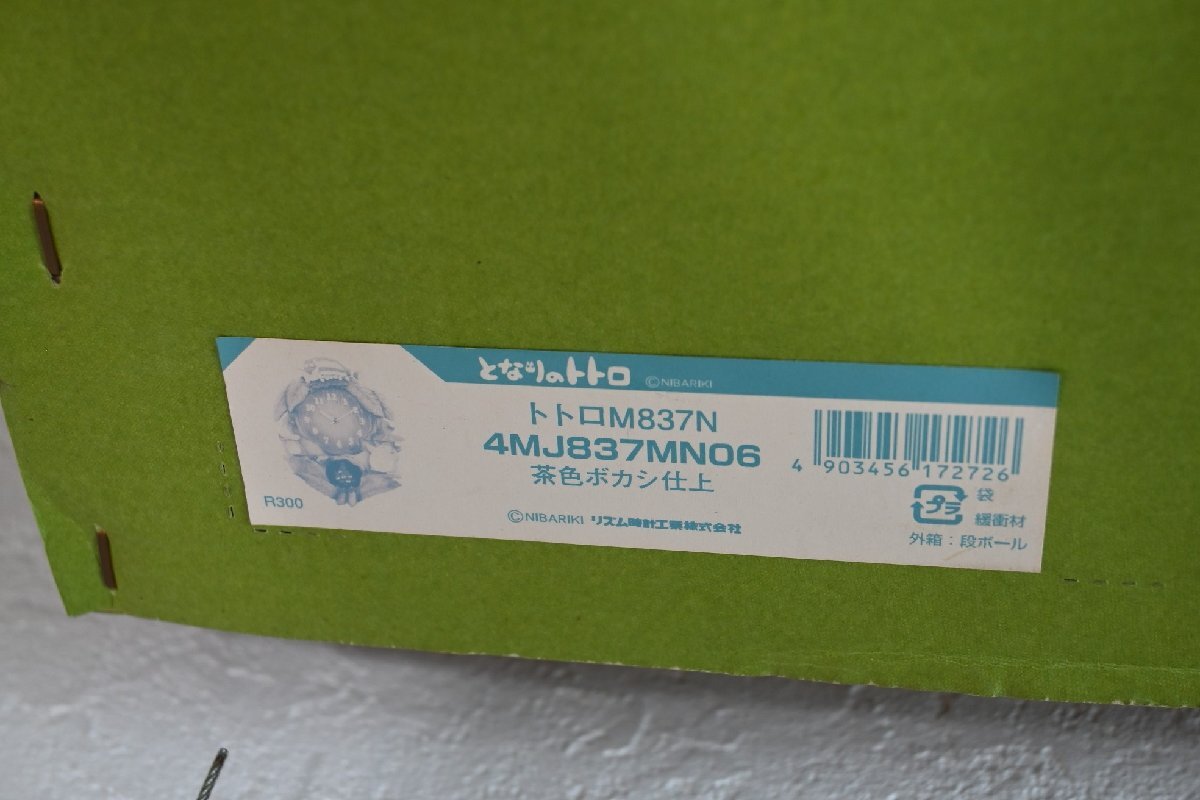 となりのトトロ ©NIBARIKI
トトロM837N
4MJ837MN06
茶色ボカシ仕上
R300
©NIBARIKI リズム時計工業株式会社
4 903456 172726
プラ 袋
緩衝材
外箱:段ボール